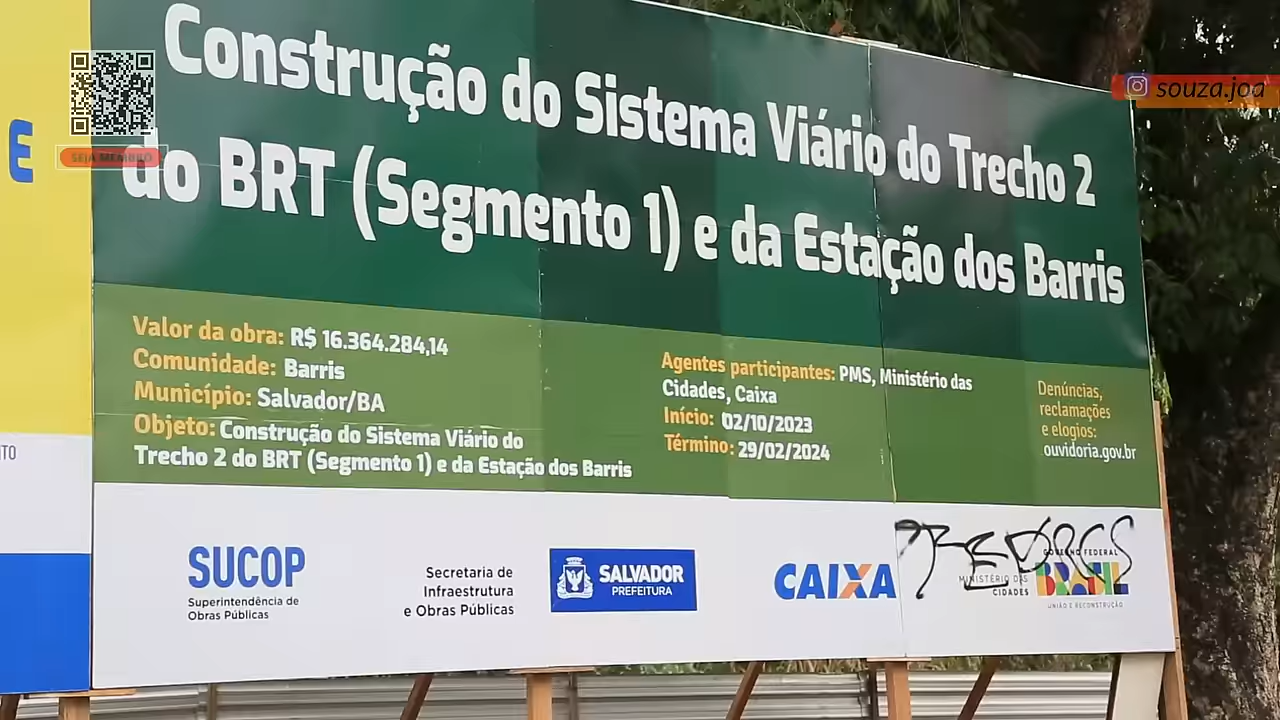 Construção do Sistema Viário do Trecho 2
do BRT (Segmento 1) e da Estação dos Barris
Valor da obra: R$ 16.364.284,14
Comunidade: Barris
Município: Salvador/BA
Objeto: Construção do Sistema Viário do
Trecho 2 do BRT (Segmento 1) e da Estação dos Barris
Agentes participantes: PMS, Ministério das
Cidades, Caixa
Início: 02/10/2023
Término: 29/02/2024
Denúncias,
reclamações
e elogios:
ouvidoria.gov.br
SUCOP
Superintendência de
Obras Públicas
Secretaria de
Infraestrutura
e Obras Públicas
SALVADOR
PREFEITURA
CAIXA
MINISTÉRIO DAS
CIDADES
GOVERNO FEDERAL
BRASIL
UNIÃO E RECONSTRUÇÃO
E
NTO
SEJA MEMBRO
souza.joa